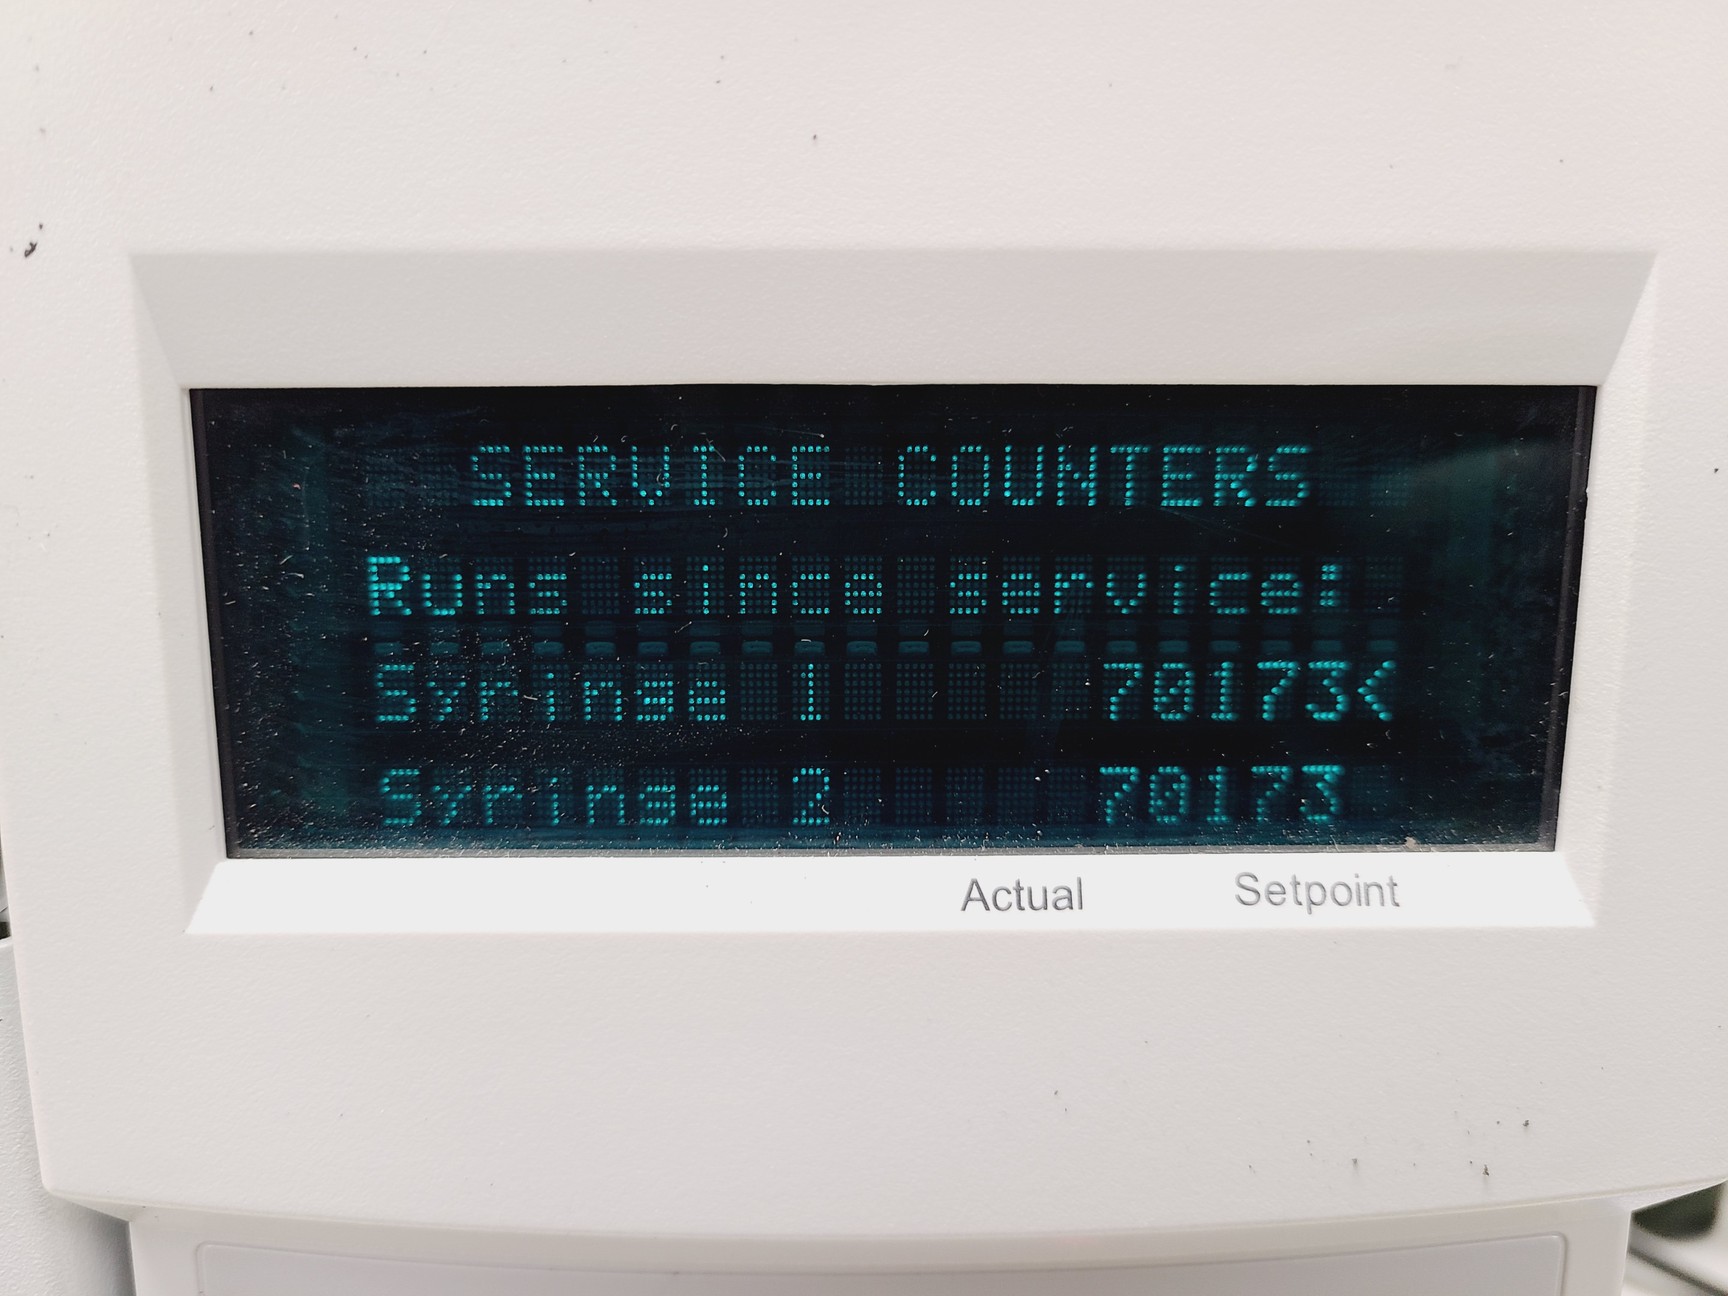 SERVICE COUNTERS
Runs since service:
Syringe 1 70173<
Syringe 2 70173
Actual Setpoint